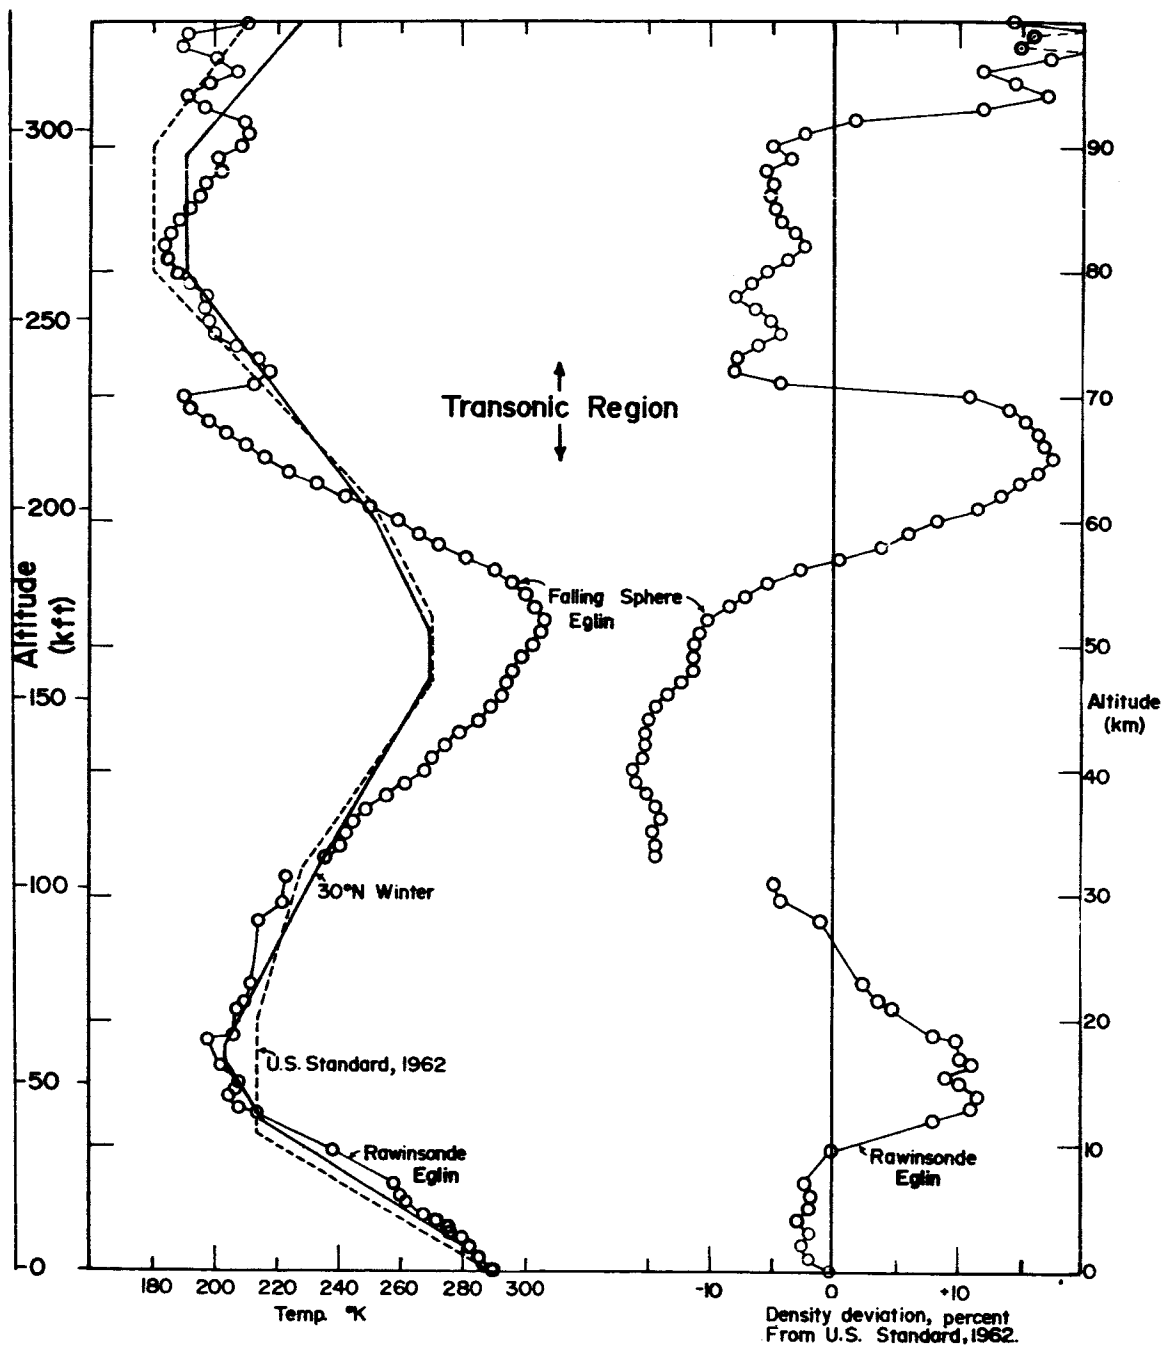 300
250
200
150
100
50
0
Altitude
(kft)
Transonic Region
Falling Sphere
Eglin
30°N Winter
U.S. Standard, 1962
Rawinsonde
Eglin
Rawinsonde
Eglin
90
80
70
60
50
Altitude
(km)
40
30
20
10
0
180 200 220 240 260 280 300
Temp. °K
-10 0 +10
Density deviation, percent
From U.S. Standard, 1962.